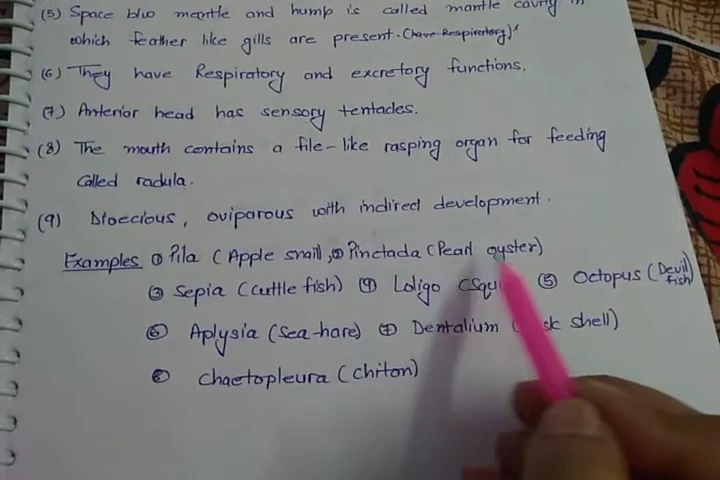 (5) Space b/w mantle and hump is called mantle cavity in
which feather like gills are present. (have Respiratory)
(6) They have Respiratory and excretory functions.
(7) Anterior head has sensory tentacles.
(8) The mouth contains a file-like rasping organ for feeding
called radula.
(9) Dioecious, oviparous with indirect development.
Examples ① Pila (Apple snail), ② Pinctada (Pearl oyster)
③ Sepia (Cuttle fish) ④ Loligo ⑤ Octopus (Devil fish)
⑥ Aplysia (Sea-hare) ⑦ Dentalium shell)
⑧ Chaetopleura (Chiton)